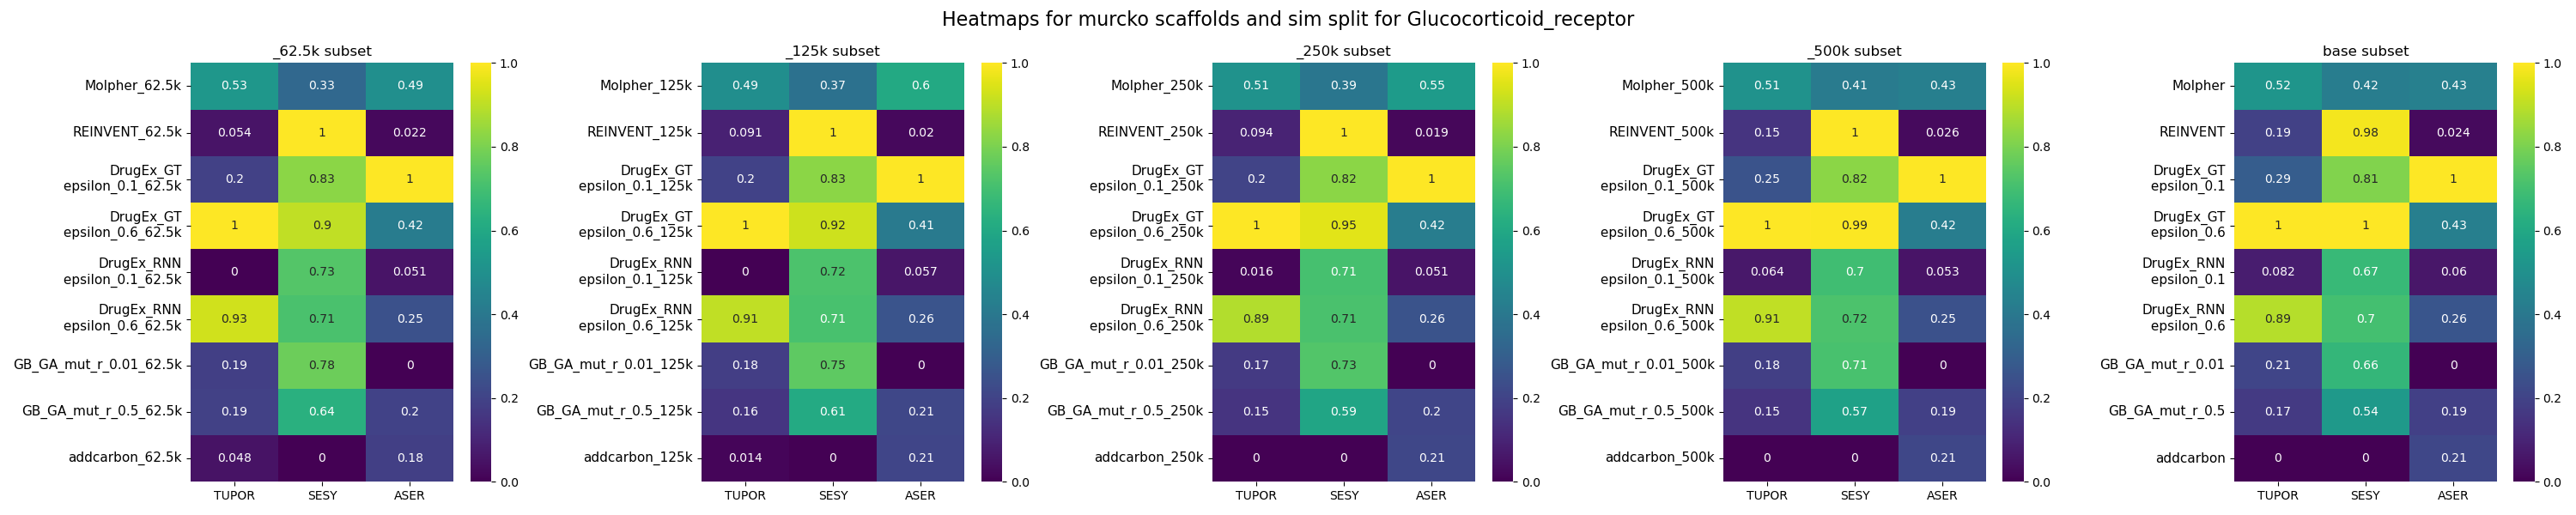 Heatmaps for murcko scaffolds and sim split for Glucocorticoid_receptor
_62.5k subset
Molpher_62.5k 0.53 0.33 0.49
REINVENT_62.5k 0.054 1 0.022
DrugEx_GT
epsilon_0.1_62.5k 0.2 0.83 1
DrugEx_GT
epsilon_0.6_62.5k 1 0.9 0.42
DrugEx_RNN
epsilon_0.1_62.5k 0 0.73 0.051
DrugEx_RNN
epsilon_0.6_62.5k 0.93 0.71 0.25
GB_GA_mut_r_0.01_62.5k 0.19 0.78 0
GB_GA_mut_r_0.5_62.5k 0.19 0.64 0.2
addcarbon_62.5k 0.048 0 0.18
TUPOR SESY ASER
1.0
0.8
0.6
0.4
0.2
0.0
_125k subset
Molpher_125k 0.49 0.37 0.6
REINVENT_125k 0.091 1 0.02
DrugEx_GT
epsilon_0.1_125k 0.2 0.83 1
DrugEx_GT
epsilon_0.6_125k 1 0.92 0.41
DrugEx_RNN
epsilon_0.1_125k 0 0.72 0.057
DrugEx_RNN
epsilon_0.6_125k 0.91 0.71 0.26
GB_GA_mut_r_0.01_125k 0.18 0.75 0
GB_GA_mut_r_0.5_125k 0.16 0.61 0.21
addcarbon_125k 0.014 0 0.21
TUPOR SESY ASER
1.0
0.8
0.6
0.4
0.2
0.0
_250k subset
Molpher_250k 0.51 0.39 0.55
REINVENT_250k 0.094 1 0.019
DrugEx_GT
epsilon_0.1_250k 0.2 0.82 1
DrugEx_GT
epsilon_0.6_250k 1 0.95 0.42
DrugEx_RNN
epsilon_0.1_250k 0.016 0.71 0.051
DrugEx_RNN
epsilon_0.6_250k 0.89 0.71 0.26
GB_GA_mut_r_0.01_250k 0.17 0.73 0
GB_GA_mut_r_0.5_250k 0.15 0.59 0.2
addcarbon_250k 0 0 0.21
TUPOR SESY ASER
1.0
0.8
0.6
0.4
0.2
0.0
_500k subset
Molpher_500k 0.51 0.41 0.43
REINVENT_500k 0.15 1 0.026
DrugEx_GT
epsilon_0.1_500k 0.25 0.82 1
DrugEx_GT
epsilon_0.6_500k 1 0.99 0.42
DrugEx_RNN
epsilon_0.1_500k 0.064 0.7 0.053
DrugEx_RNN
epsilon_0.6_500k 0.91 0.72 0.25
GB_GA_mut_r_0.01_500k 0.18 0.71 0
GB_GA_mut_r_0.5_500k 0.15 0.57 0.19
addcarbon_500k 0 0 0.21
TUPOR SESY ASER
1.0
0.8
0.6
0.4
0.2
0.0
base subset
Molpher 0.52 0.42 0.43
REINVENT 0.19 0.98 0.024
DrugEx_GT
epsilon_0.1 0.29 0.81 1
DrugEx_GT
epsilon_0.6 1 1 0.43
DrugEx_RNN
epsilon_0.1 0.082 0.67 0.06
DrugEx_RNN
epsilon_0.6 0.89 0.7 0.26
GB_GA_mut_r_0.01 0.21 0.66 0
GB_GA_mut_r_0.5 0.17 0.54 0.19
addcarbon 0 0 0.21
TUPOR SESY ASER
1.0
0.8
0.6
0.4
0.2
0.0